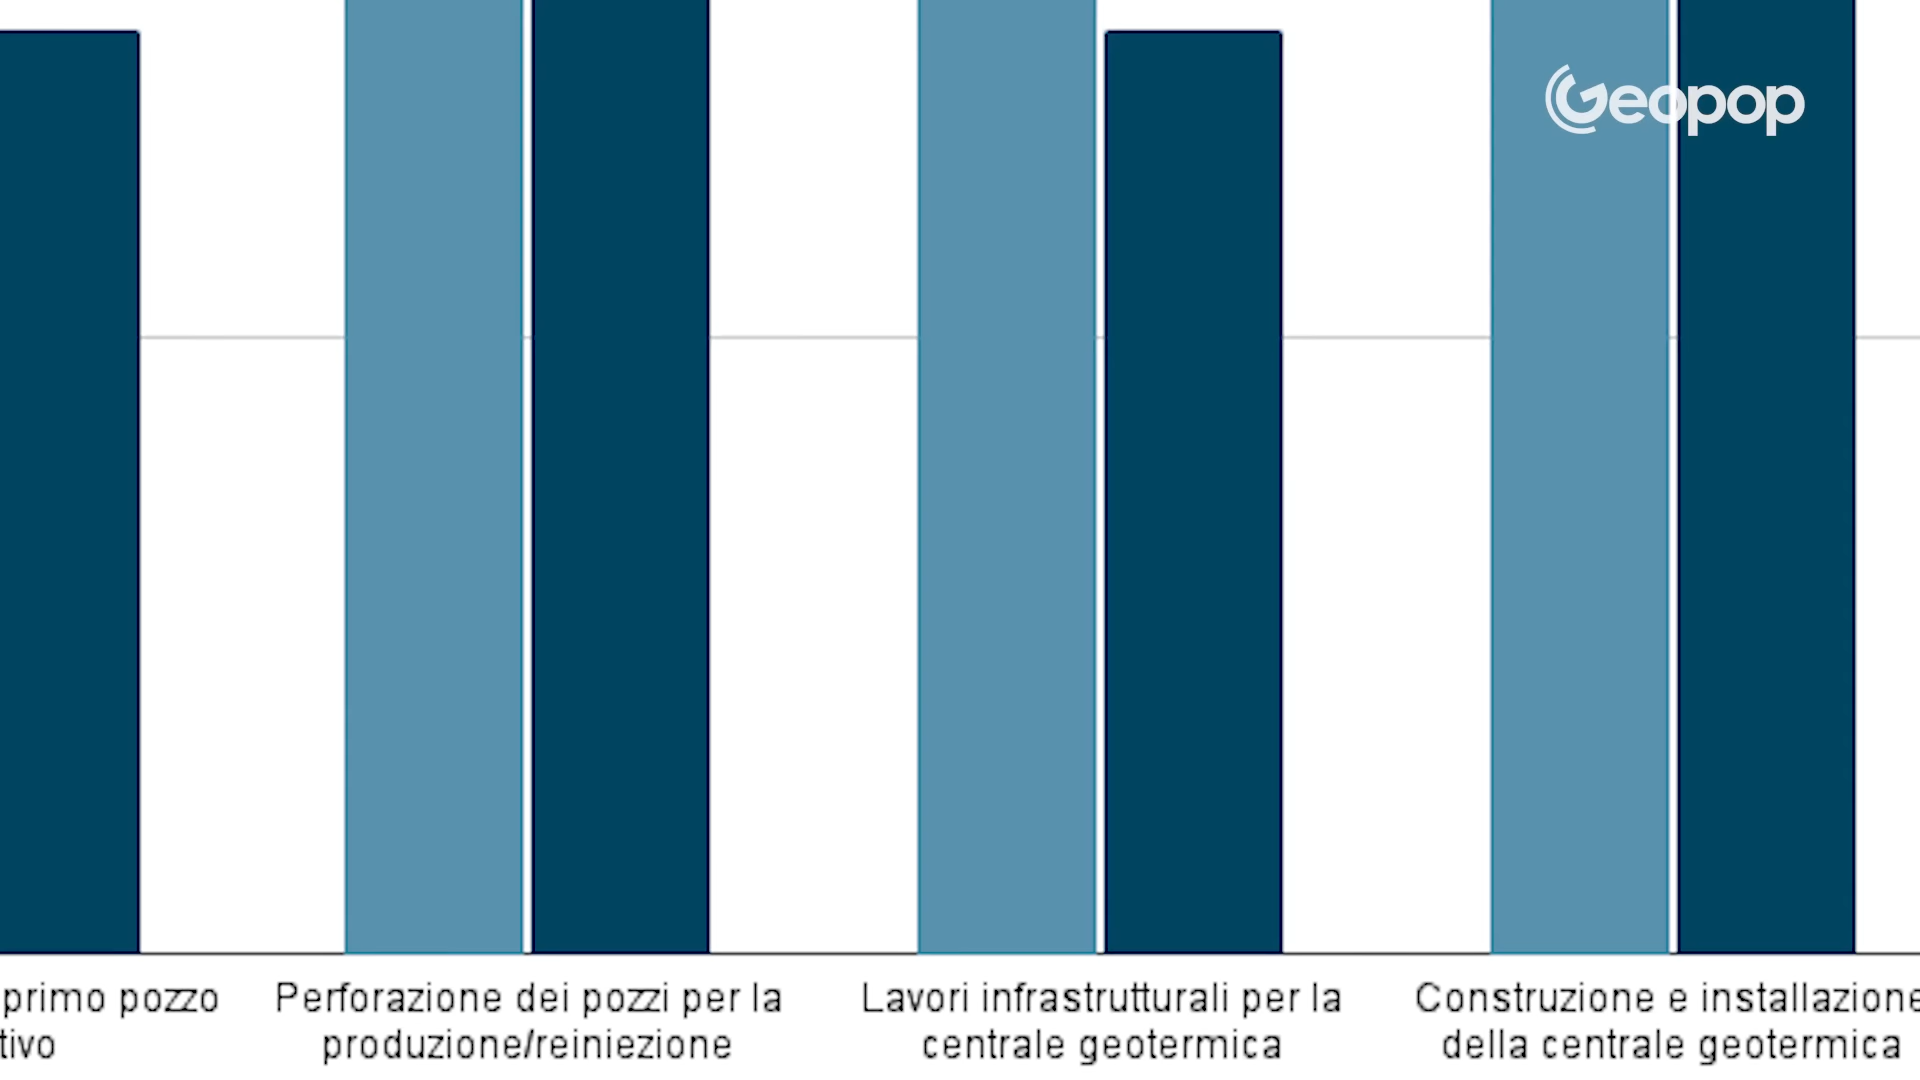 Geopop
primo pozzo
tivo
Perforazione dei pozzi per la
produzione/reiniezione
Lavori infrastrutturali per la
centrale geotermica
Construzione e installazione
della centrale geotermica